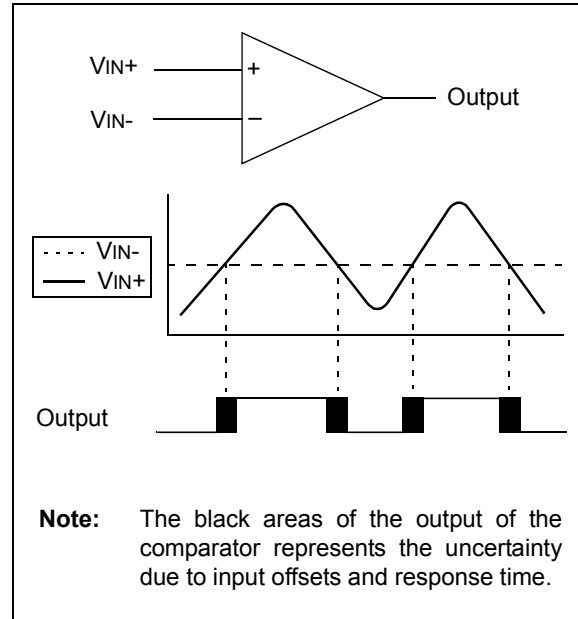 VIN+
+
Output
VIN-
–
VIN-
VIN+
Output
Note: The black areas of the output of the
comparator represents the uncertainty
due to input offsets and response time.